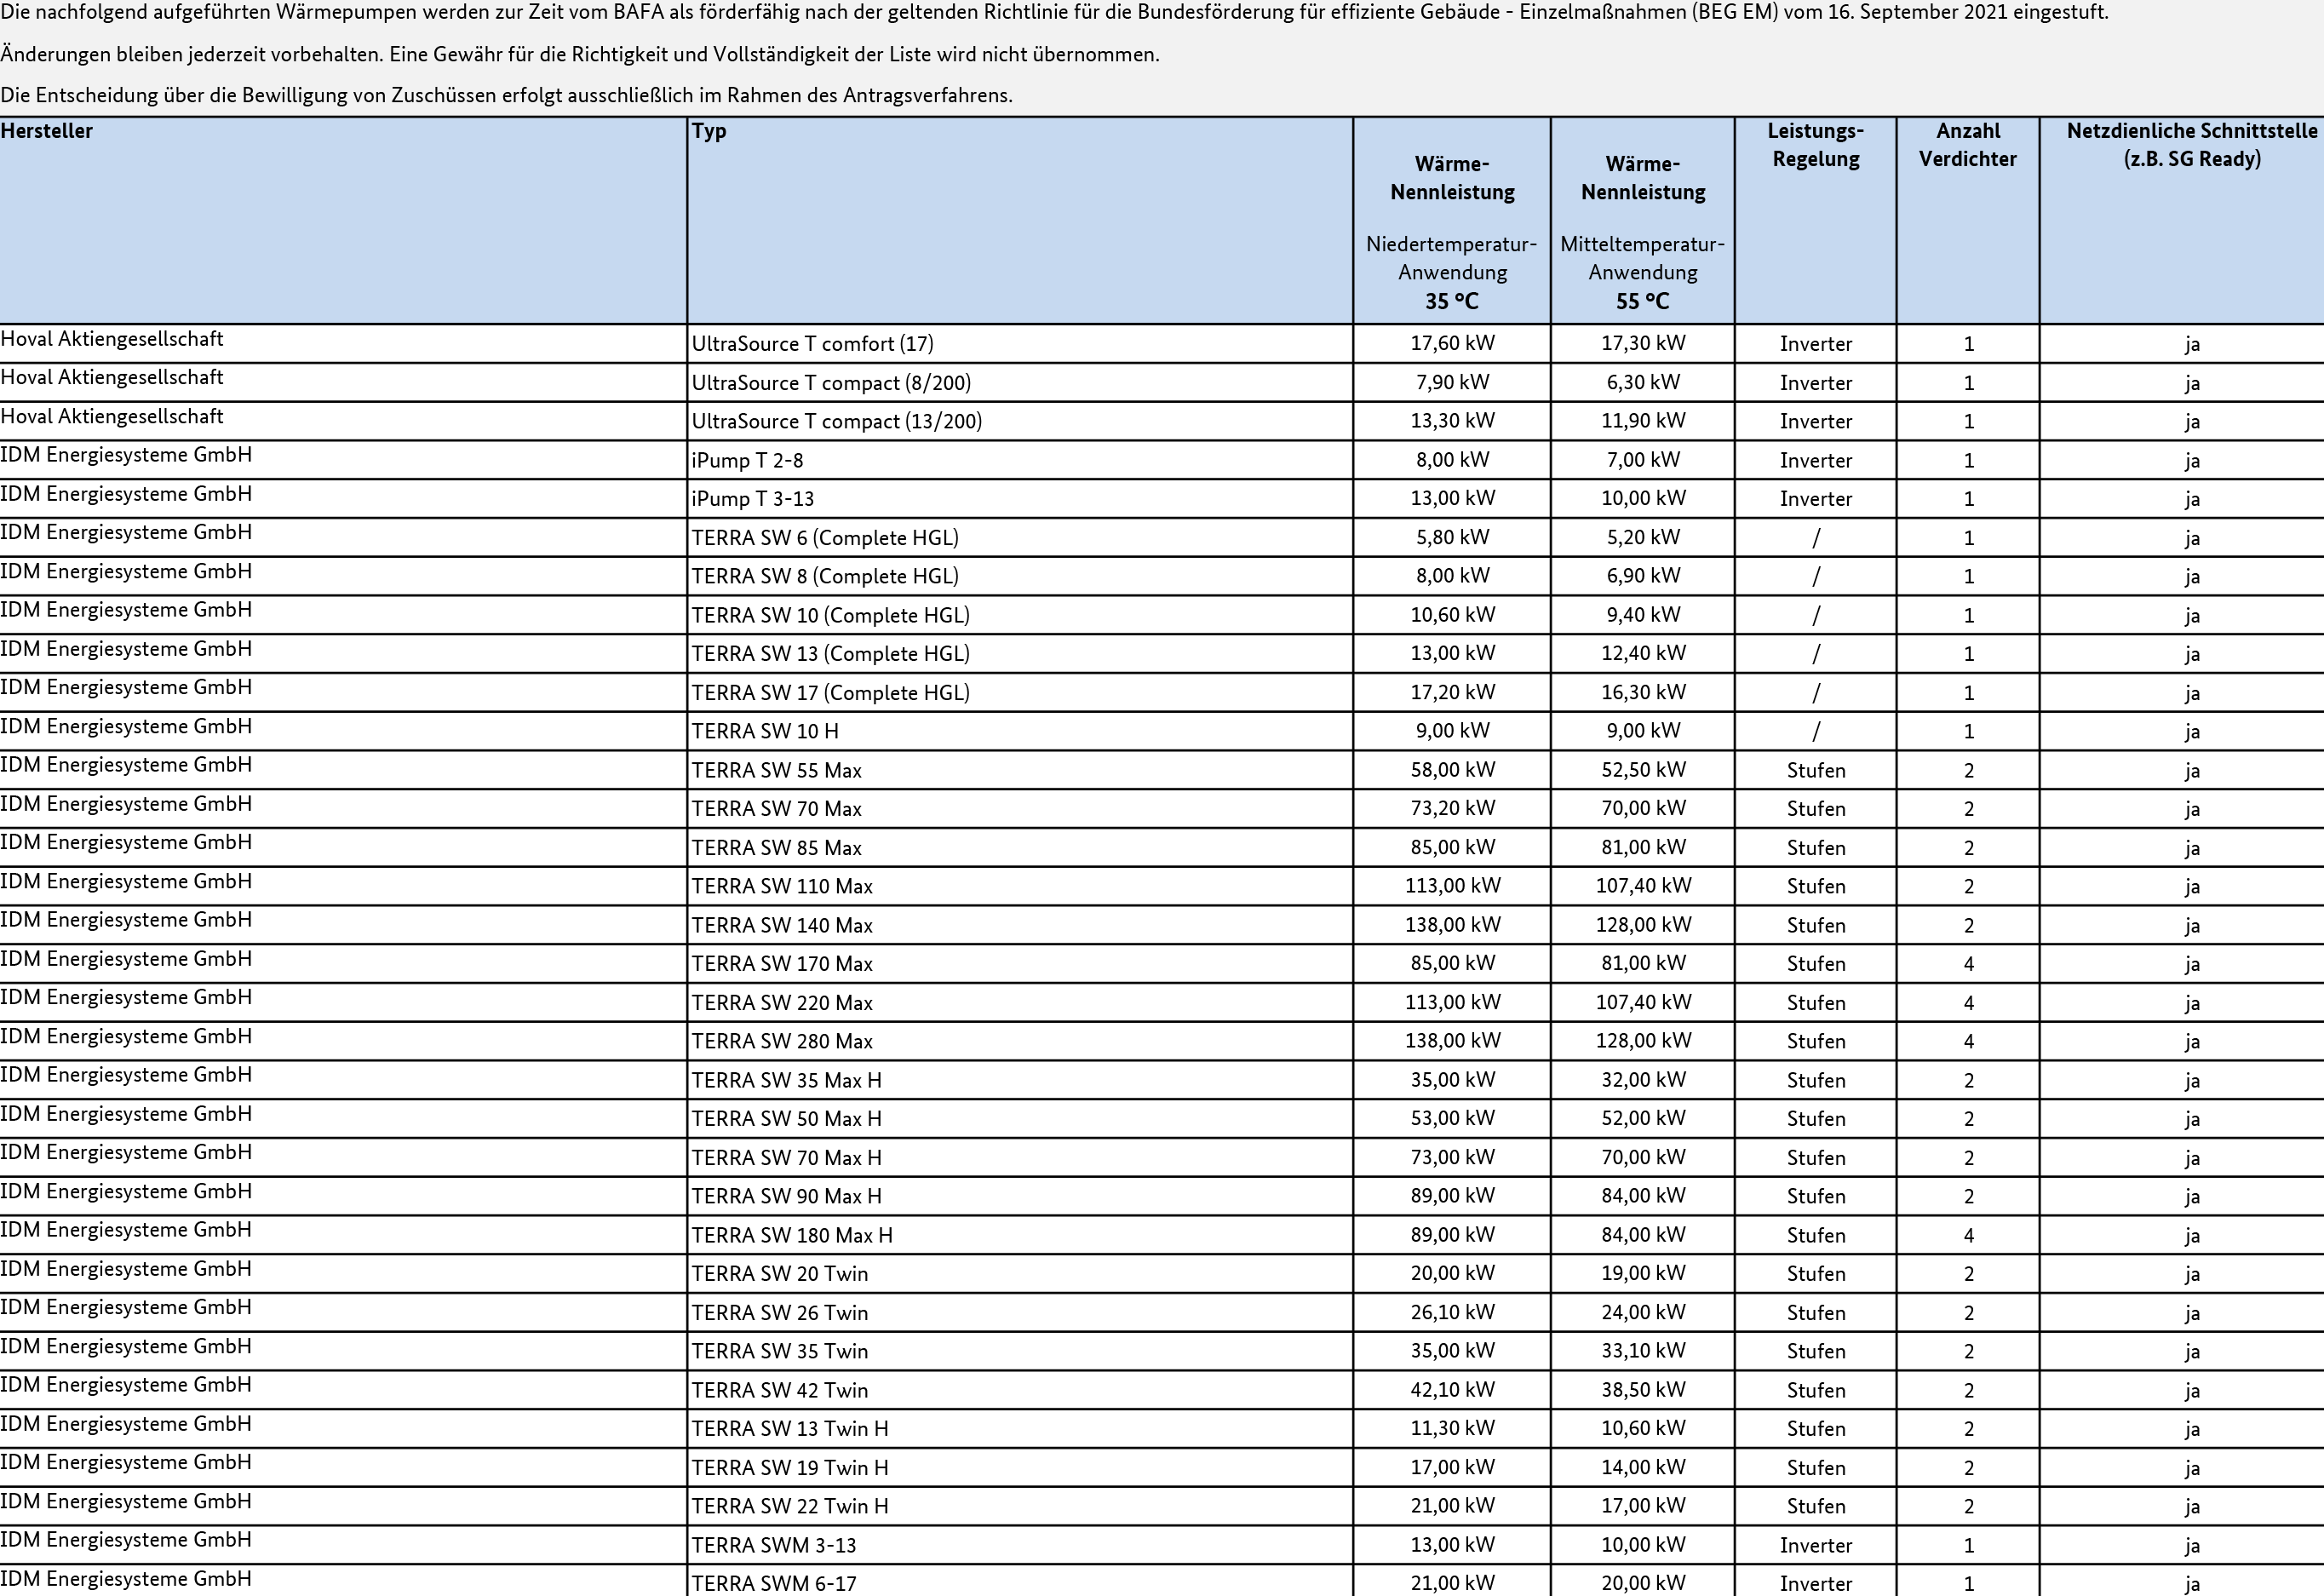 Die nachfolgend aufgeführten Wärmepumpen werden zur Zeit vom BAFA als förderfähig nach der geltenden Richtlinie für die Bundesförderung für effiziente Gebäude - Einzelmaßnahmen (BEG EM) vom 16. September 2021 eingestuft.
Änderungen bleiben jederzeit vorbehalten. Eine Gewähr für die Richtigkeit und Vollständigkeit der Liste wird nicht übernommen.
Die Entscheidung über die Bewilligung von Zuschüssen erfolgt ausschließlich im Rahmen des Antragsverfahrens.
Hersteller
Typ
Wärme-
Nennleistung
Niedertemperatur-
Anwendung
35 °C
Wärme-
Nennleistung
Mitteltemperatur-
Anwendung
55 °C
Leistungs-
Regelung
Anzahl
Verdichter
Netzdienliche Schnittstelle
(z.B. SG Ready)
Hoval Aktiengesellschaft UltraSource T comfort (17) 17,60 kW 17,30 kW Inverter 1 ja
Hoval Aktiengesellschaft UltraSource T compact (8/200) 7,90 kW 6,30 kW Inverter 1 ja
Hoval Aktiengesellschaft UltraSource T compact (13/200) 13,30 kW 11,90 kW Inverter 1 ja
IDM Energiesysteme GmbH iPump T 2-8 8,00 kW 7,00 kW Inverter 1 ja
IDM Energiesysteme GmbH iPump T 3-13 13,00 kW 10,00 kW Inverter 1 ja
IDM Energiesysteme GmbH TERRA SW 6 (Complete HGL) 5,80 kW 5,20 kW / 1 ja
IDM Energiesysteme GmbH TERRA SW 8 (Complete HGL) 8,00 kW 6,90 kW / 1 ja
IDM Energiesysteme GmbH TERRA SW 10 (Complete HGL) 10,60 kW 9,40 kW / 1 ja
IDM Energiesysteme GmbH TERRA SW 13 (Complete HGL) 13,00 kW 12,40 kW / 1 ja
IDM Energiesysteme GmbH TERRA SW 17 (Complete HGL) 17,20 kW 16,30 kW / 1 ja
IDM Energiesysteme GmbH TERRA SW 10 H 9,00 kW 9,00 kW / 1 ja
IDM Energiesysteme GmbH TERRA SW 55 Max 58,00 kW 52,50 kW Stufen 2 ja
IDM Energiesysteme GmbH TERRA SW 70 Max 73,20 kW 70,00 kW Stufen 2 ja
IDM Energiesysteme GmbH TERRA SW 85 Max 85,00 kW 81,00 kW Stufen 2 ja
IDM Energiesysteme GmbH TERRA SW 110 Max 113,00 kW 107,40 kW Stufen 2 ja
IDM Energiesysteme GmbH TERRA SW 140 Max 138,00 kW 128,00 kW Stufen 2 ja
IDM Energiesysteme GmbH TERRA SW 170 Max 85,00 kW 81,00 kW Stufen 4 ja
IDM Energiesysteme GmbH TERRA SW 220 Max 113,00 kW 107,40 kW Stufen 4 ja
IDM Energiesysteme GmbH TERRA SW 280 Max 138,00 kW 128,00 kW Stufen 4 ja
IDM Energiesysteme GmbH TERRA SW 35 Max H 35,00 kW 32,00 kW Stufen 2 ja
IDM Energiesysteme GmbH TERRA SW 50 Max H 53,00 kW 52,00 kW Stufen 2 ja
IDM Energiesysteme GmbH TERRA SW 70 Max H 73,00 kW 70,00 kW Stufen 2 ja
IDM Energiesysteme GmbH TERRA SW 90 Max H 89,00 kW 84,00 kW Stufen 2 ja
IDM Energiesysteme GmbH TERRA SW 180 Max H 89,00 kW 84,00 kW Stufen 4 ja
IDM Energiesysteme GmbH TERRA SW 20 Twin 20,00 kW 19,00 kW Stufen 2 ja
IDM Energiesysteme GmbH TERRA SW 26 Twin 26,10 kW 24,00 kW Stufen 2 ja
IDM Energiesysteme GmbH TERRA SW 35 Twin 35,00 kW 33,10 kW Stufen 2 ja
IDM Energiesysteme GmbH TERRA SW 42 Twin 42,10 kW 38,50 kW Stufen 2 ja
IDM Energiesysteme GmbH TERRA SW 13 Twin H 11,30 kW 10,60 kW Stufen 2 ja
IDM Energiesysteme GmbH TERRA SW 19 Twin H 17,00 kW 14,00 kW Stufen 2 ja
IDM Energiesysteme GmbH TERRA SW 22 Twin H 21,00 kW 17,00 kW Stufen 2 ja
IDM Energiesysteme GmbH TERRA SWM 3-13 13,00 kW 10,00 kW Inverter 1 ja
IDM Energiesysteme GmbH TERRA SWM 6-17 21,00 kW 20,00 kW Inverter 1 ja